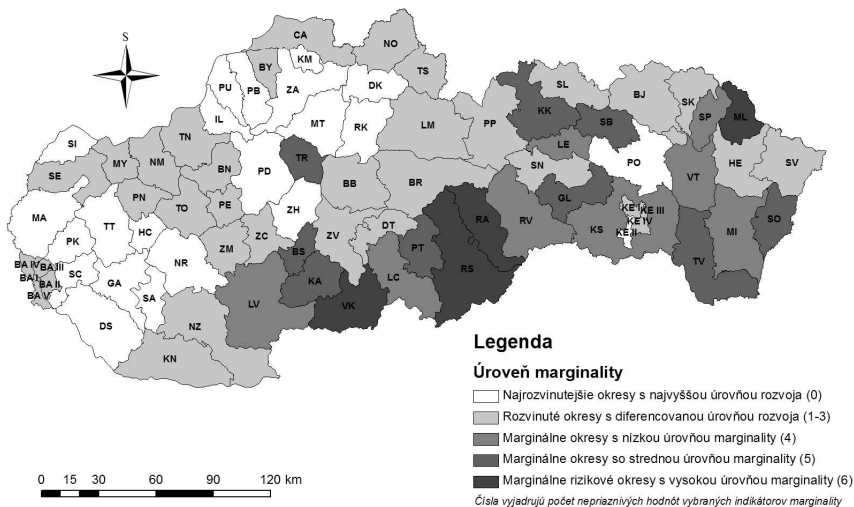 S
CA
NO
KM
BY
TS
PU
PB
ZA
DK
SL
BJ
SK
IL
KK
SB
SP
ML
MT
RK
LM
PP
TN
LE
SI
TR
PO
HE
SV
SE
MY
NM
BN
PD
SN
VT
BB
BR
PN
PE
GL
TO
ZH
KE I
KE III
MA
TT
HC
RA
RV
KS
KE IV
SO
PK
DT
KE II
MI
ZM
ZC
ZV
BS
PT
NR
TV
BA IV
BA III
SC
KA
LC
RS
BA I
BA II
GA
SA
LV
VK
BA V
DS
NZ
KN
Legenda
Úroveň marginality
Najrozvinutejšie okresy s najvyššou úrovňou rozvoja (0)
Rozvinuté okresy s diferencovanou úrovňou rozvoja (1-3)
Marginálne okresy s nízkou úrovňou marginality (4)
Marginálne okresy so strednou úrovňou marginality (5)
Marginálne rizikové okresy s vysokou úrovňou marginality (6)
Čísla vyjadrujú počet nepriaznivých hodnôt vybraných indikátorov marginality
0 15 30 60 90 120 km